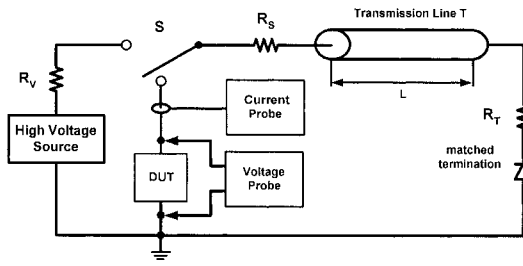 Transmission Line T
S
R_S
R_V
L
Current
Probe
R_T
High Voltage
Source
matched
termination
DUT
Voltage
Probe